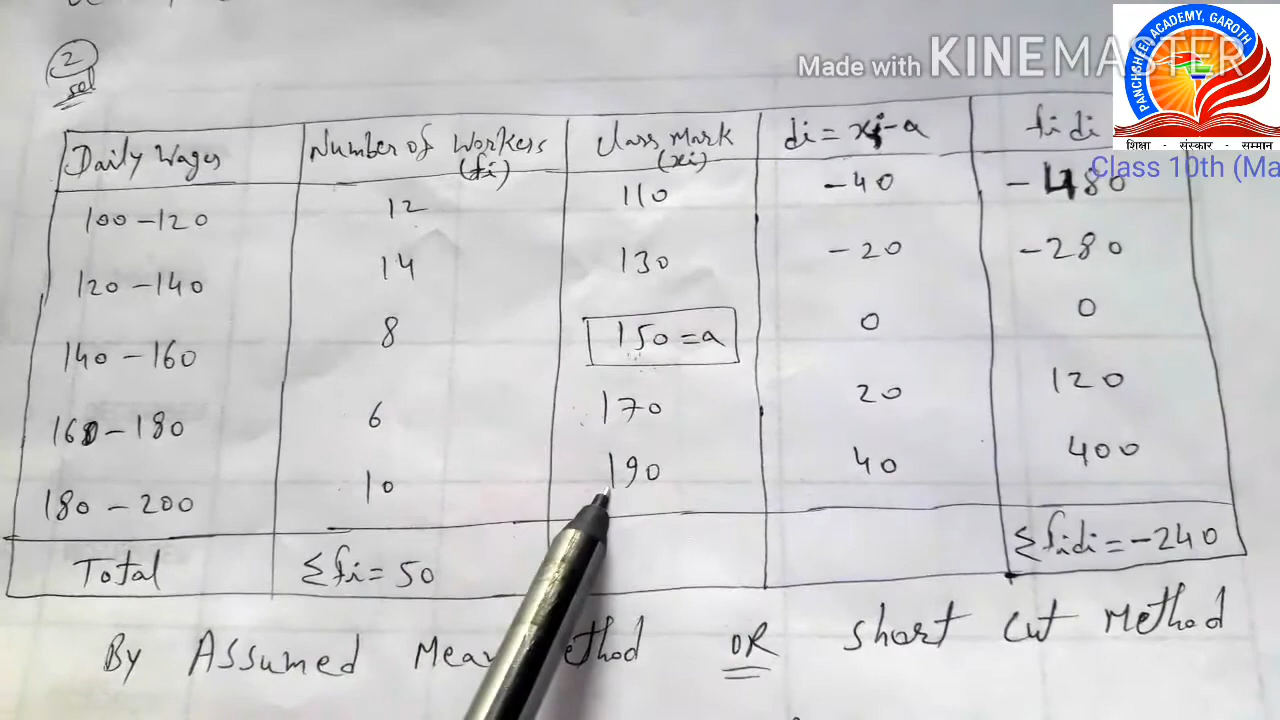 2
sol
Made with KINEMASTER
PANCHSHEEL ACADEMY, GAROTH
शिक्षा - संस्कार - सम्मान
Class 10th (Ma
Daily Wages | Number of Workers (fi) | Class Mark (xi) | di = xi - a | fidi
100 - 120 | 12 | 110 | -40 | -480
120 - 140 | 14 | 130 | -20 | -280
140 - 160 | 8 | 150 = a | 0 | 0
160 - 180 | 6 | 170 | 20 | 120
180 - 200 | 10 | 190 | 40 | 400
Total | Σfi = 50 | Σfidi = -240
By Assumed Mean ethod OR Short Cut Method